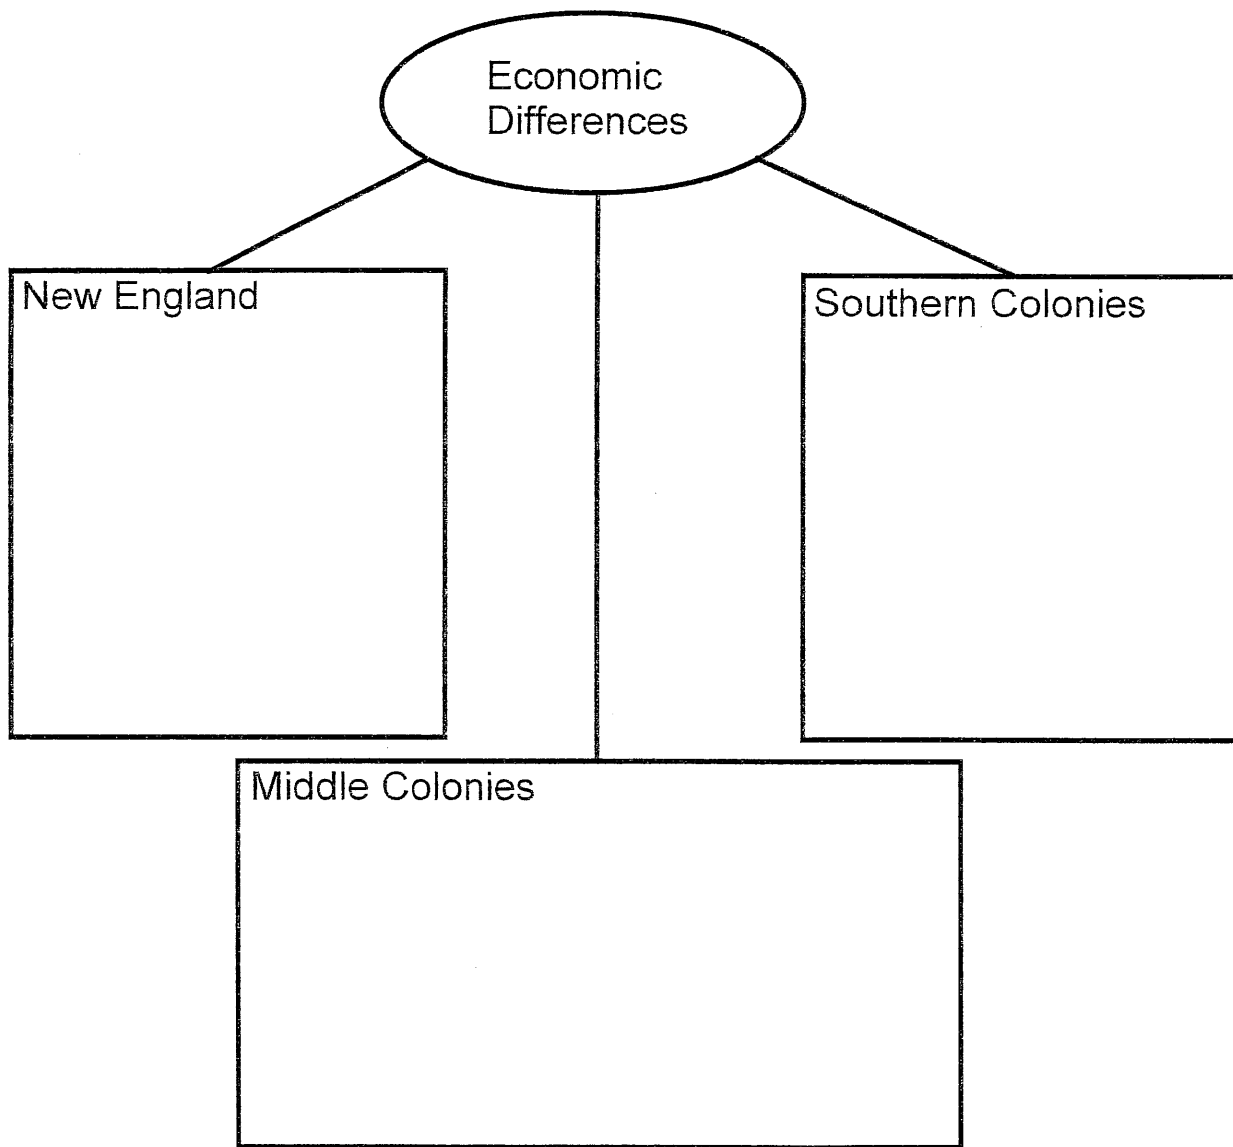 Economic
Differences
New England
Southern Colonies
Middle Colonies